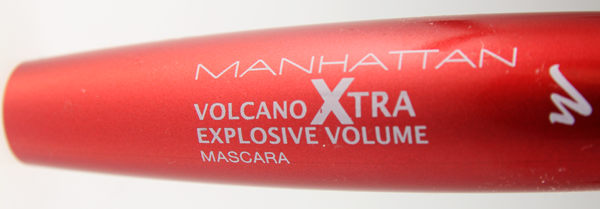 MANHATTAN
VOLCANO XTRA
EXPLOSIVE VOLUME
MASCARA
M